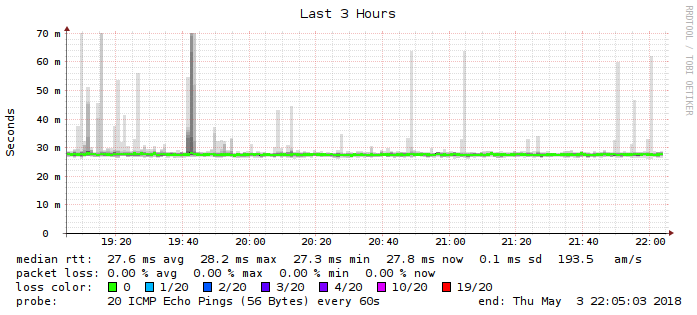 Last 3 Hours
RRDTOOL / TOBI OETIKER
Seconds
70 m
60 m
50 m
40 m
30 m
20 m
10 m
0
19:20 19:40 20:00 20:20 20:40 21:00 21:20 21:40 22:00
median rtt: 27.6 ms avg 28.2 ms max 27.3 ms min 27.8 ms now 0.1 ms sd 193.5 am/s
packet loss: 0.00 % avg 0.00 % max 0.00 % min 0.00 % now
loss color: 0 1/20 2/20 3/20 4/20 10/20 19/20
probe: 20 ICMP Echo Pings (56 Bytes) every 60s end: Thu May 3 22:05:03 2018